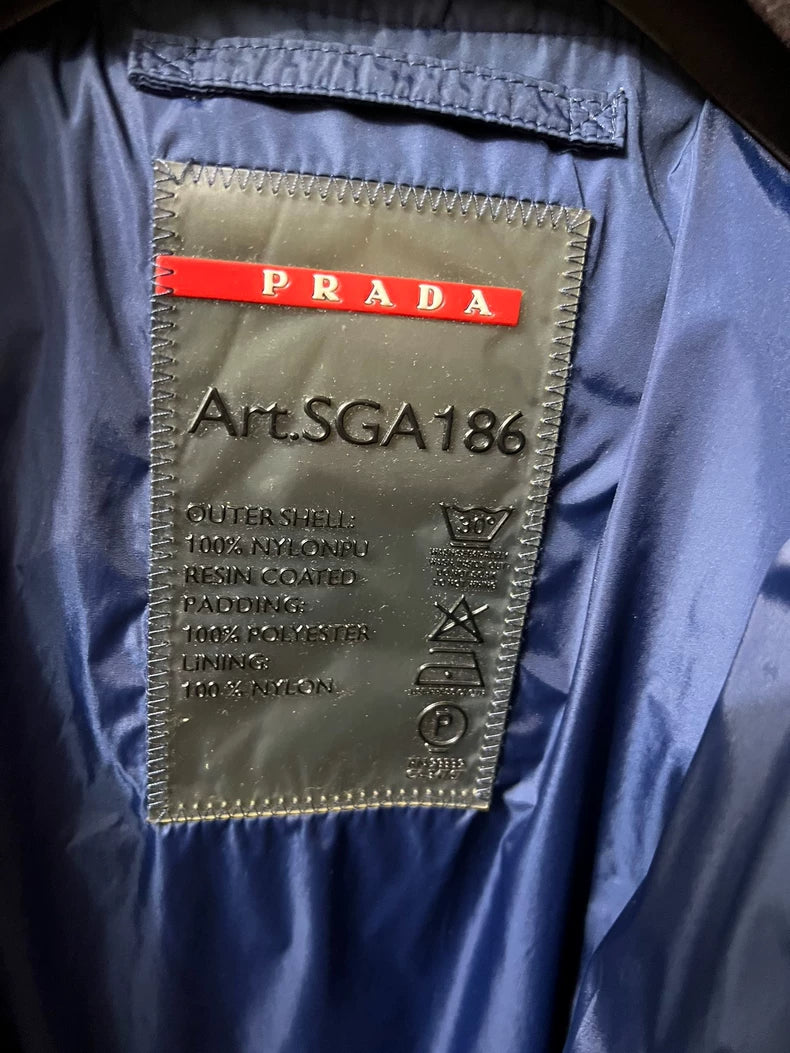 PRADA
Art.SGA186
OUTER SHELL:
100% NYLONPU
RESIN COATED
PADDING:
100% POLYESTER
LINING:
100 % NYLON
30°
P